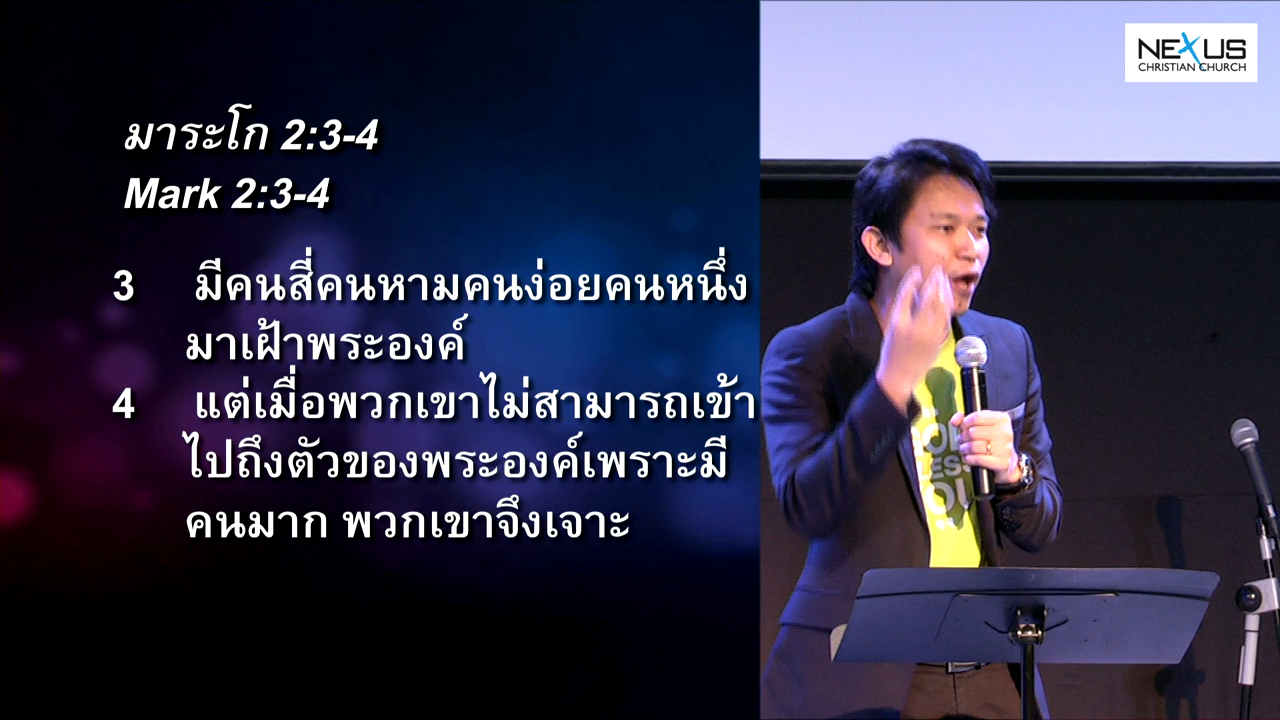 มาระโก 2:3-4
Mark 2:3-4
3 มีคนสี่คนหามคนง่อยคนหนึ่ง
มาเฝ้าพระองค์
4 แต่เมื่อพวกเขาไม่สามารถเข้า
ไปถึงตัวของพระองค์เพราะมี
คนมาก พวกเขาจึงเจาะ
NEXUS
CHRISTIAN CHURCH